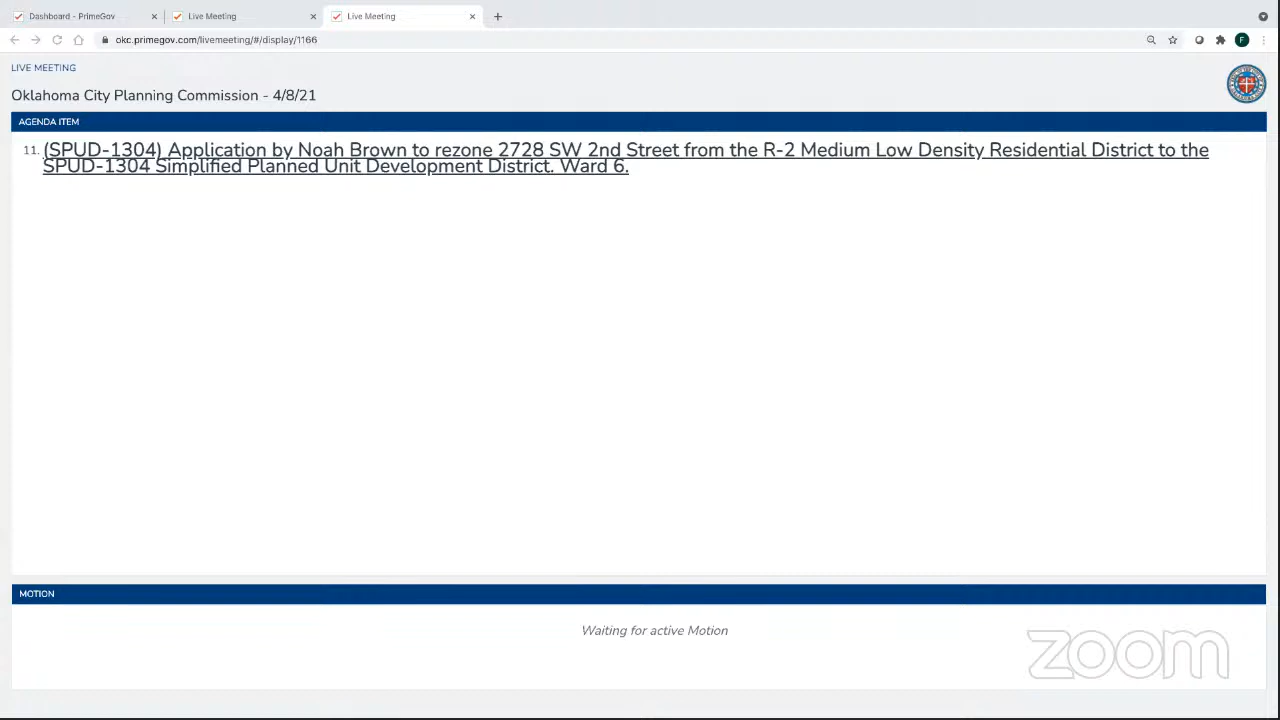 Dashboard - PrimeGov
Live Meeting
Live Meeting
okc.primegov.com/livemeeting/#/display/1166
F
LIVE MEETING
Oklahoma City Planning Commission - 4/8/21
AGENDA ITEM
11. (SPUD-1304) Application by Noah Brown to rezone 2728 SW 2nd Street from the R-2 Medium Low Density Residential District to the
SPUD-1304 Simplified Planned Unit Development District. Ward 6.
MOTION
Waiting for active Motion
zoom